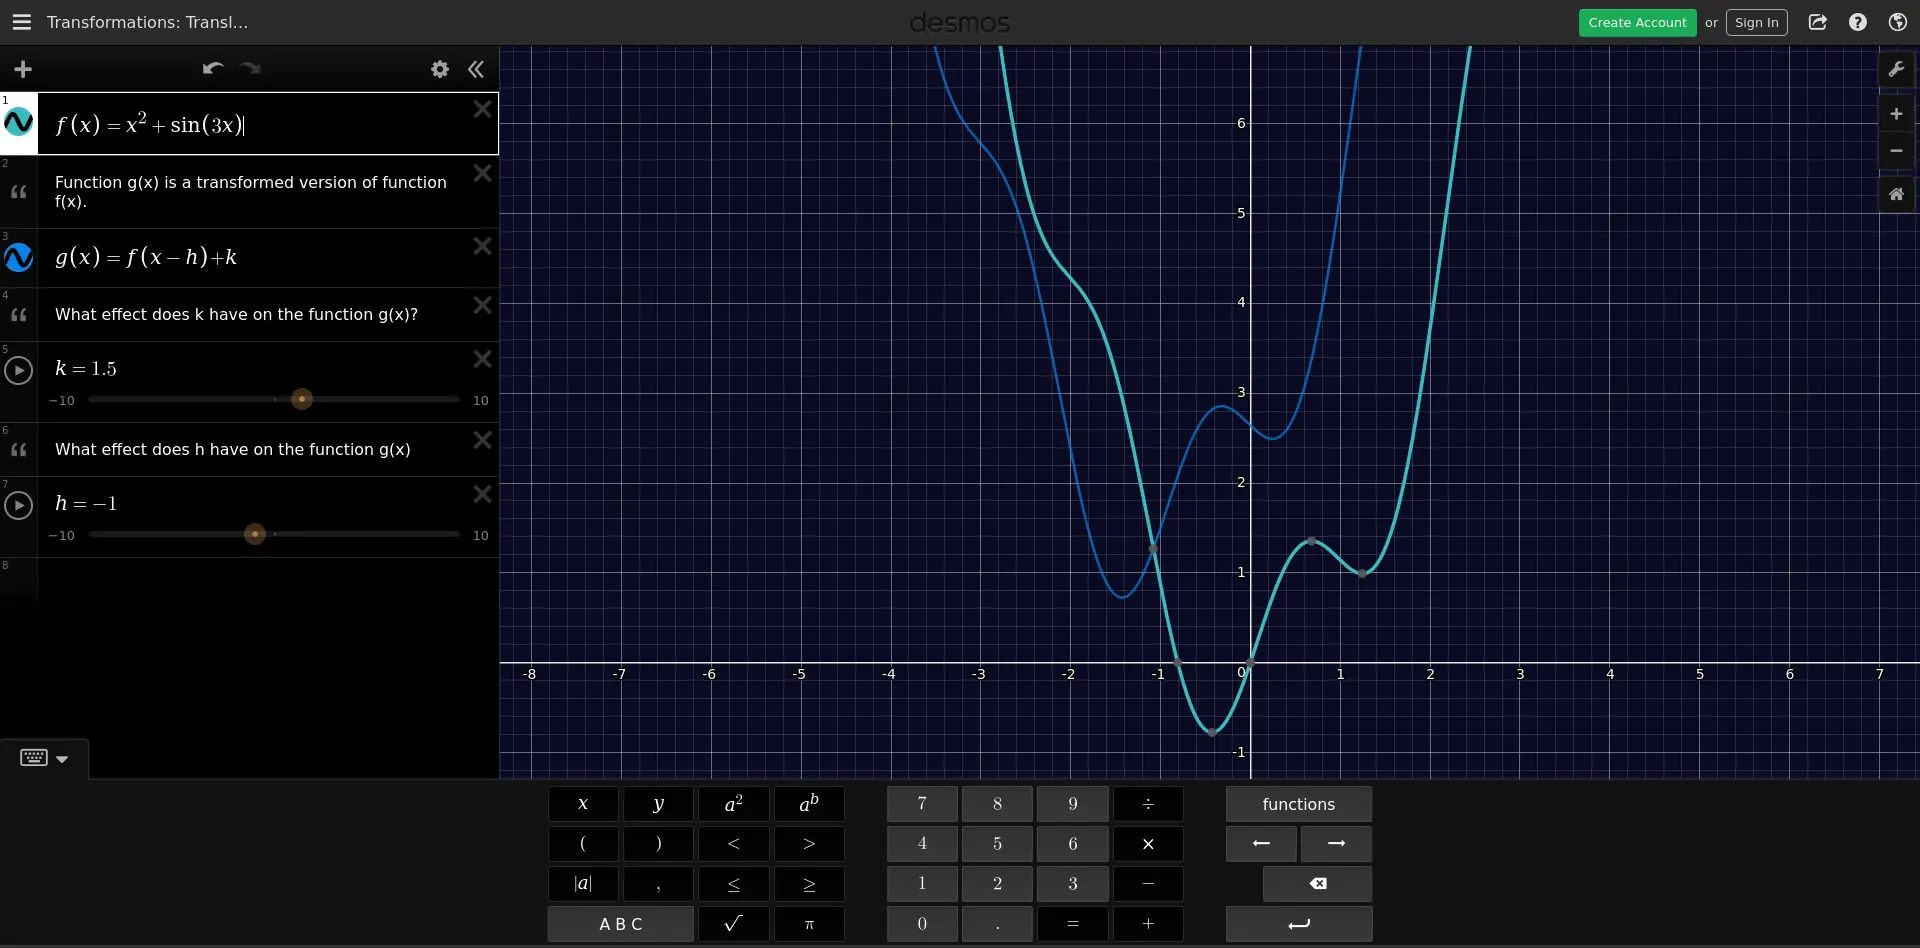 Transformations: Transl...
desmos
Create Account or Sign In
1
f(x) = x² + sin(3x)
2
Function g(x) is a transformed version of function
f(x).
3
g(x) = f(x − h)+k
4
What effect does k have on the function g(x)?
5
k = 1.5
−10 10
6
What effect does h have on the function g(x)
7
h = −1
−10 10
8
6
5
4
3
2
1
-8 -7 -6 -5 -4 -3 -2 -1 0 1 2 3 4 5 6 7
-1
x y a² aᵇ 7 8 9 ÷ functions
( ) < > 4 5 6 × ← →
|a| , ≤ ≥ 1 2 3 −
A B C √ π 0 . = +